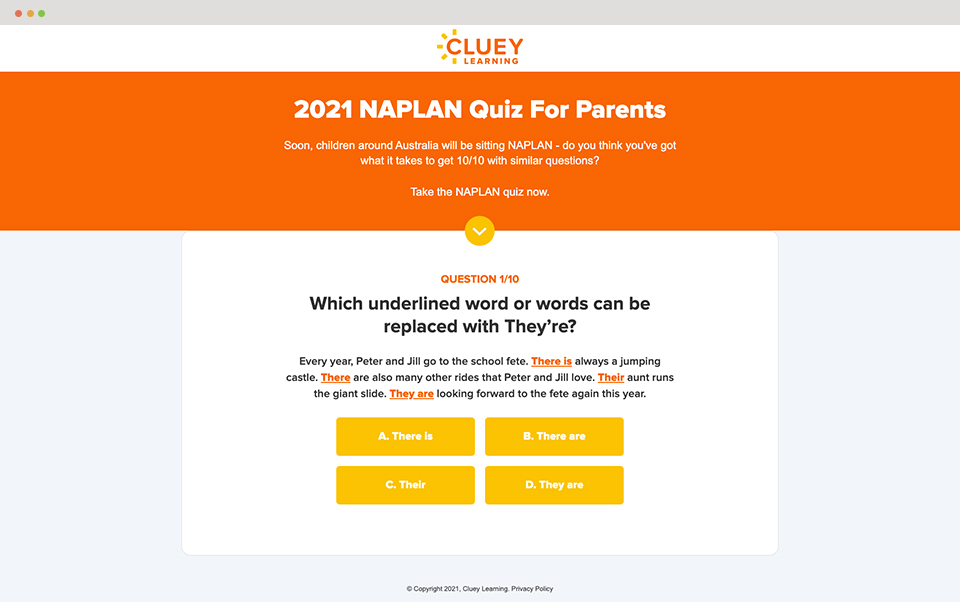 CLUEY
LEARNING
2021 NAPLAN Quiz For Parents
Soon, children around Australia will be sitting NAPLAN - do you think you've got
what it takes to get 10/10 with similar questions?
Take the NAPLAN quiz now.
QUESTION 1/10
Which underlined word or words can be
replaced with They’re?
Every year, Peter and Jill go to the school fete. There is always a jumping
castle. There are also many other rides that Peter and Jill love. Their aunt runs
the giant slide. They are looking forward to the fete again this year.
A. There is
B. There are
C. Their
D. They are
© Copyright 2021, Cluey Learning. Privacy Policy